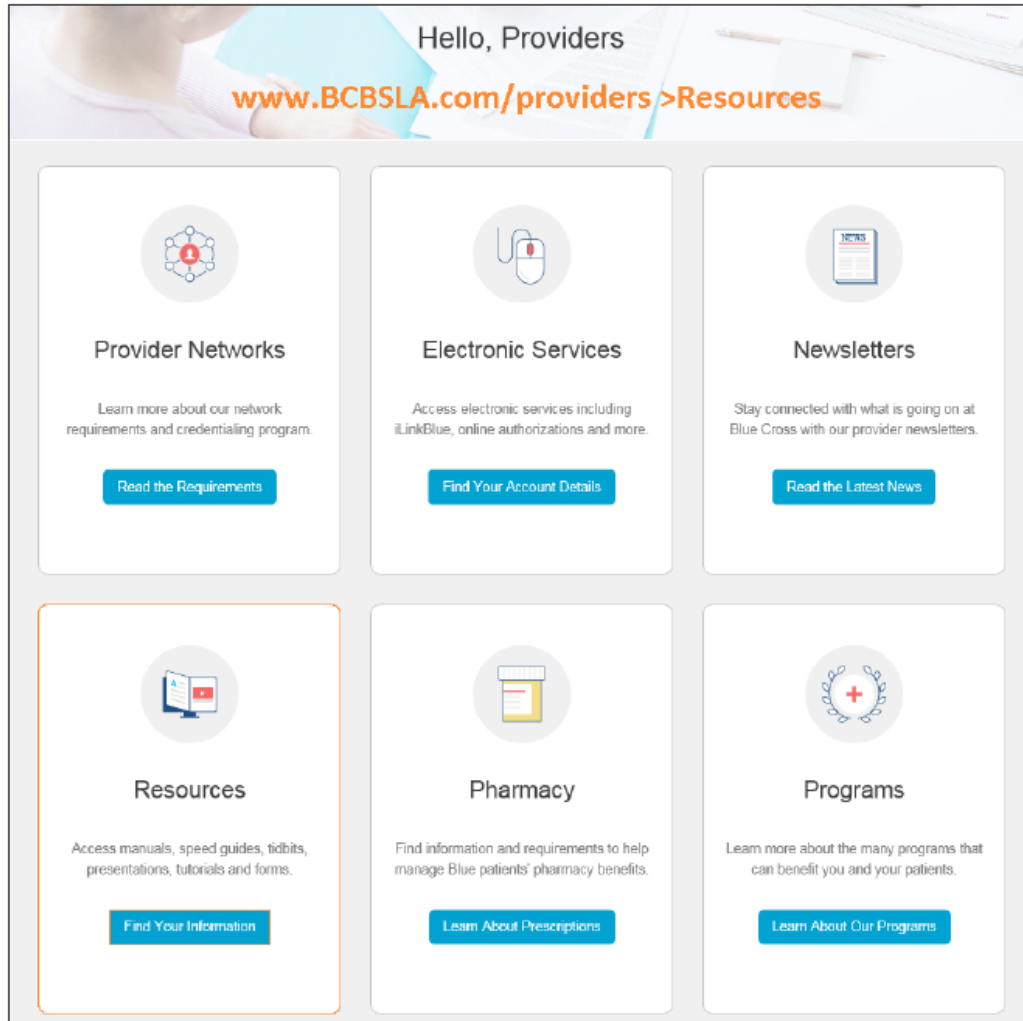 Hello, Providers
www.BCBSLA.com/providers >Resources
NEWS
Provider Networks
Learn more about our network
requirements and credentialing program.
Read the Requirements
Electronic Services
Access electronic services including
iLinkBlue, online authorizations and more.
Find Your Account Details
Newsletters
Stay connected with what is going on at
Blue Cross with our provider newsletters.
Read the Latest News
A
Resources
Access manuals, speed guides, tidbits,
presentations, tutorials and forms.
Find Your Information
Pharmacy
Find information and requirements to help
manage Blue patients' pharmacy benefits.
Learn About Prescriptions
Programs
Learn more about the many programs that
can benefit you and your patients.
Learn About Our Programs